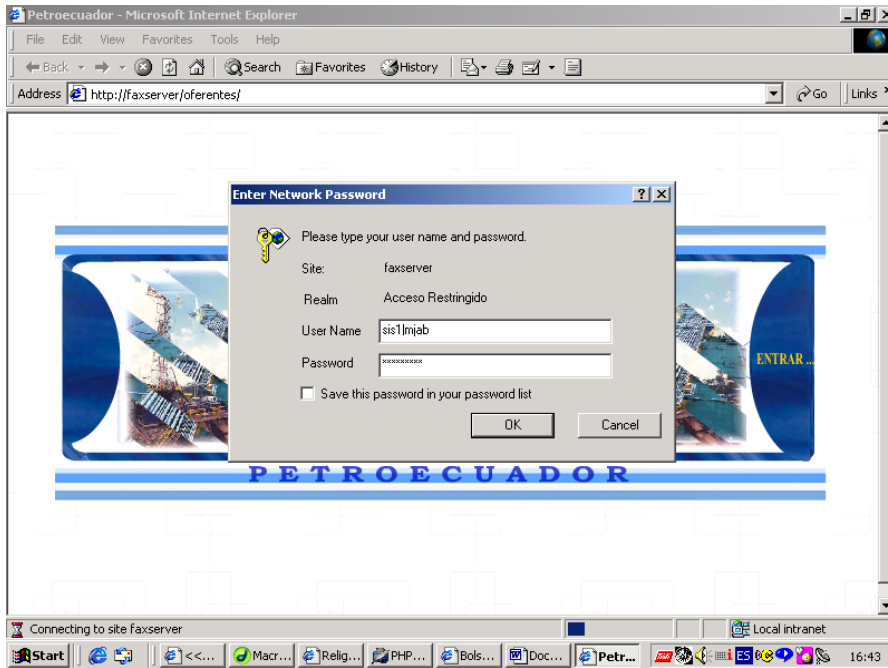 Petroecuador - Microsoft Internet Explorer
File Edit View Favorites Tools Help
Back Search Favorites History
Address http://faxserver/oferentes/ Go Links
Enter Network Password
Please type your user name and password.
Site: faxserver
Realm Acceso Restringido
User Name sis1|mjab
Password xxxxxxxxx
Save this password in your password list
OK Cancel
ENTRAR ...
PETROECUADOR
Connecting to site faxserver Local intranet
Start <<... Macr... Relig... PHP... Bols... Doc... Petr... ES 16:43